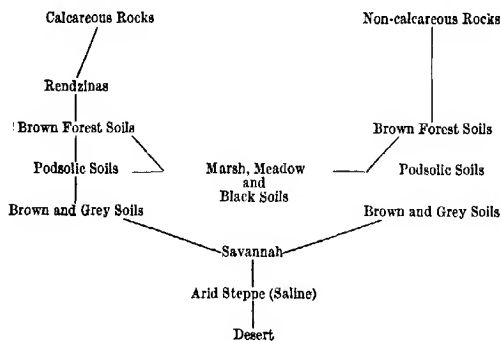 Calcareous Rocks Non-calcareous Rocks
Rendzinas
Brown Forest Soils Brown Forest Soils
Podsolic Soils Marsh, Meadow Podsolic Soils
and
Black Soils
Brown and Grey Soils Brown and Grey Soils
Savannah
Arid Steppe (Saline)
Desert